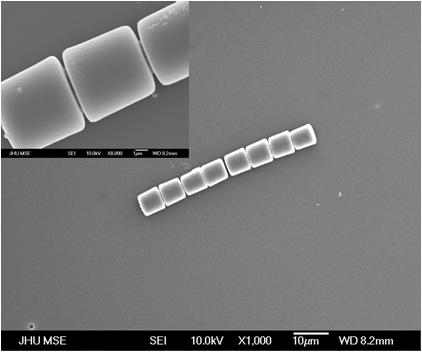 JHU MSE SEI 10.0kV X8,000 1μm WD 8.2mm
JHU MSE SEI 10.0kV X1,000 10μm WD 8.2mm